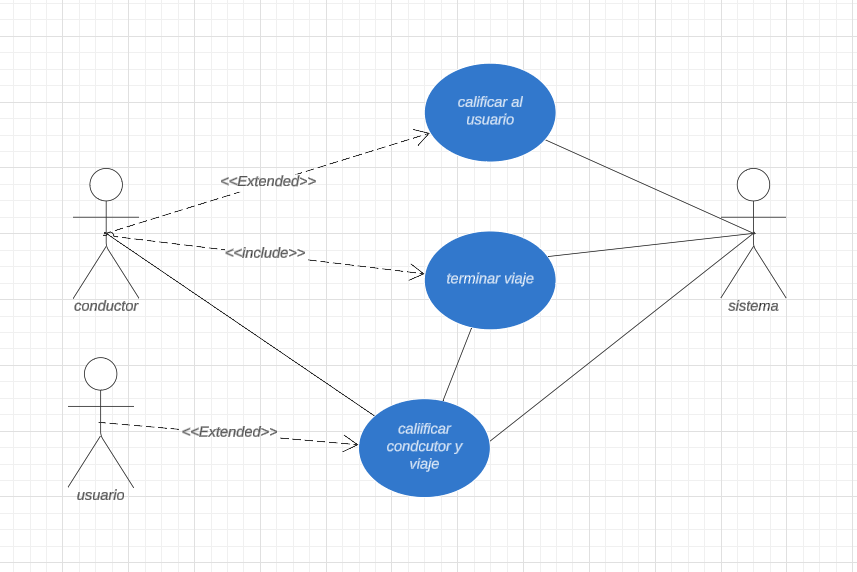 calificar al
usuario
<<Extended>>
<<include>>
terminar viaje
conductor
sistema
caliificar
condcutor y
viaje
<<Extended>>
usuario